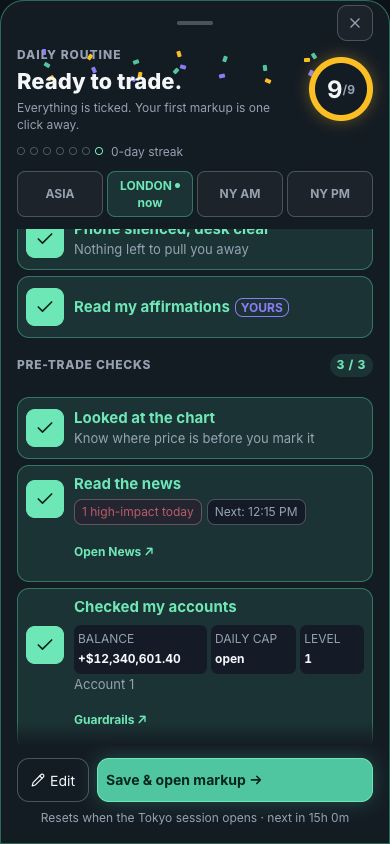 DAILY ROUTINE
Ready to trade.
Everything is ticked. Your first markup is one
click away.
9/9
0-day streak
ASIA
LONDON
now
NY AM
NY PM
Phone silenced, desk clear
Nothing left to pull you away
Read my affirmations YOURS
PRE-TRADE CHECKS
3 / 3
Looked at the chart
Know where price is before you mark it
Read the news
1 high-impact today
Next: 12:15 PM
Open News ↗
Checked my accounts
BALANCE
+$12,340,601.40
DAILY CAP
open
LEVEL
1
Account 1
Guardrails ↗
Edit
Save & open markup →
Resets when the Tokyo session opens · next in 15h 0m